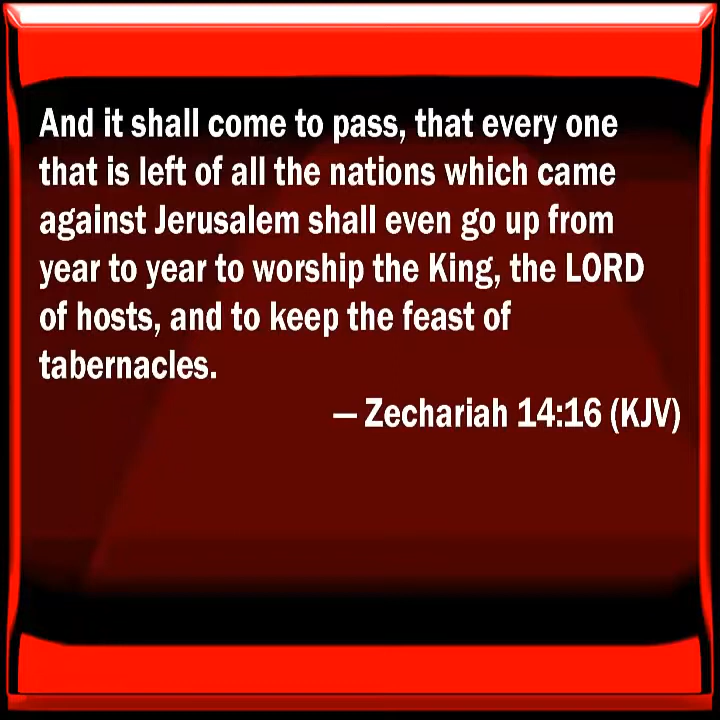 And it shall come to pass, that every one
that is left of all the nations which came
against Jerusalem shall even go up from
year to year to worship the King, the LORD
of hosts, and to keep the feast of
tabernacles.
— Zechariah 14:16 (KJV)